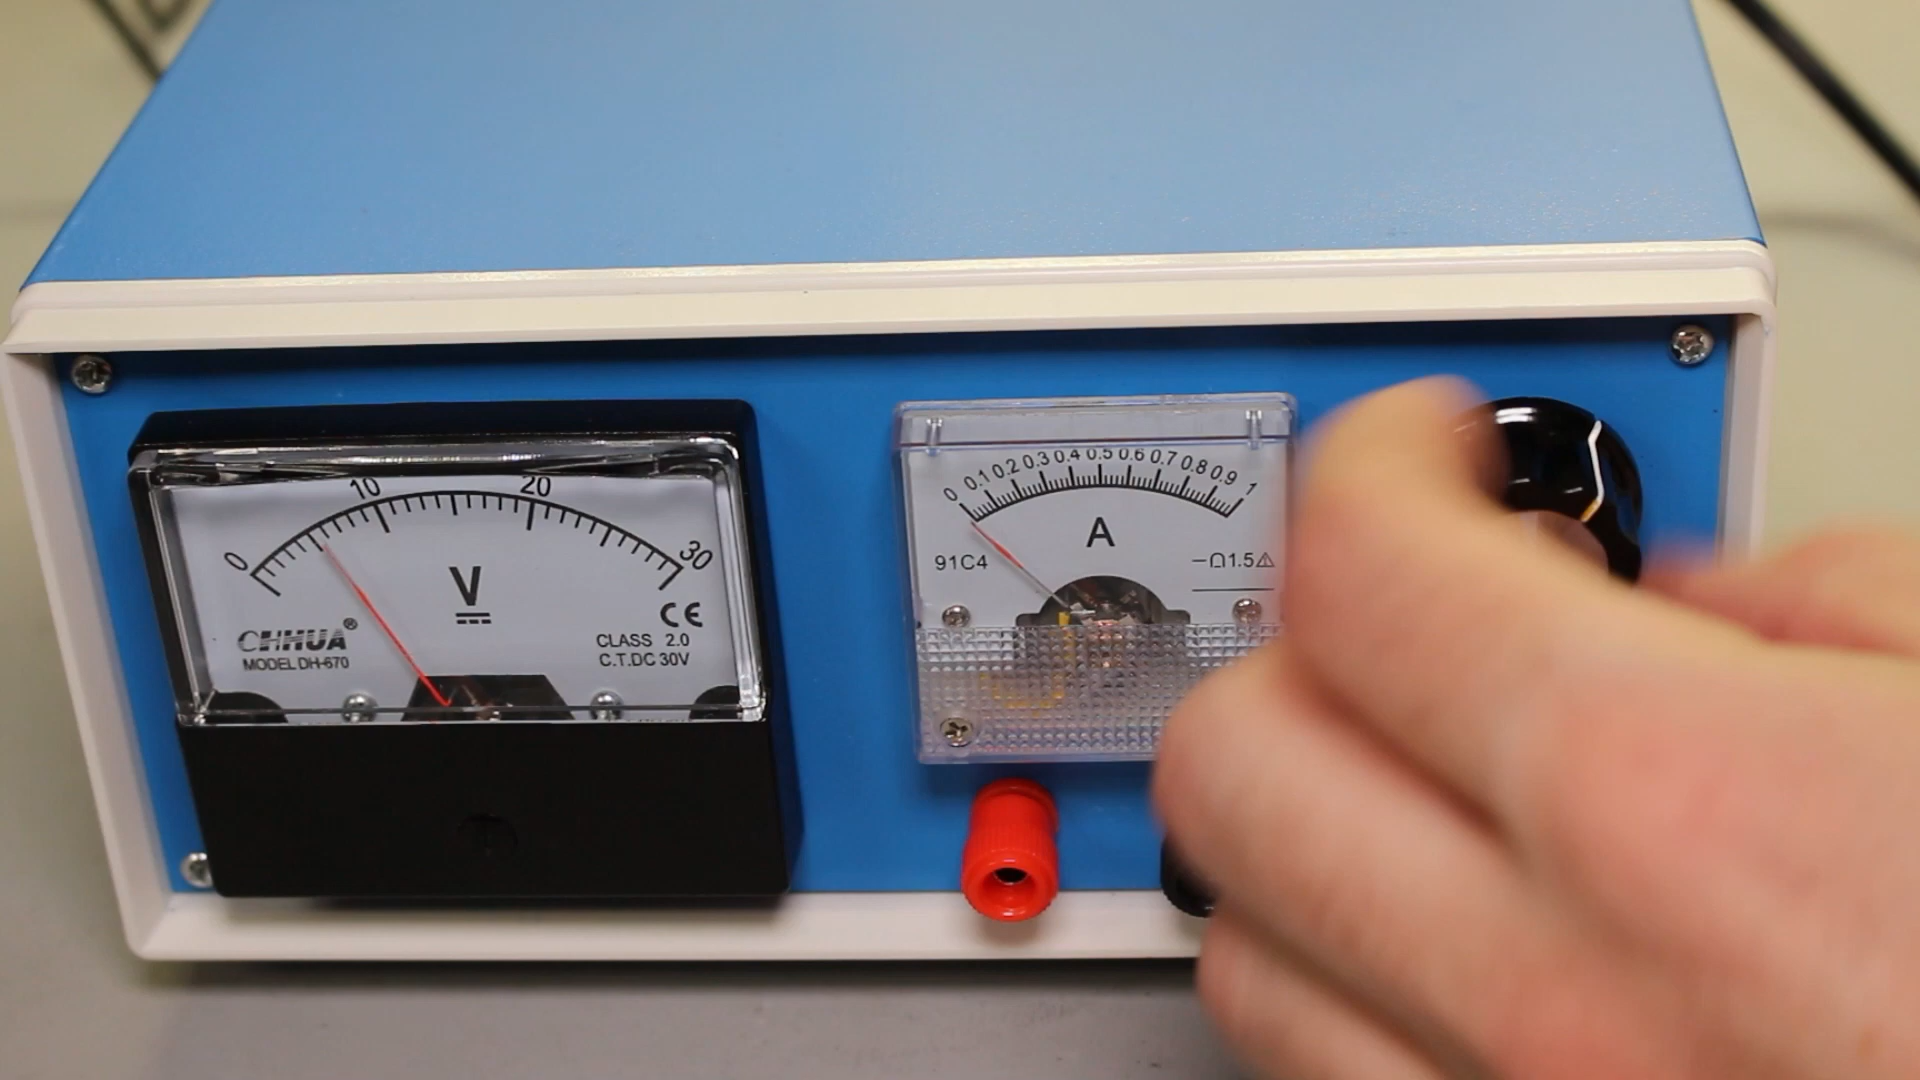 0 10 20 30
V
CE
CHHUA®
MODEL DH-670
CLASS 2.0
C.T.DC 30V
0 0.1 0.2 0.3 0.4 0.5 0.6 0.7 0.8 0.9 1
A
91C4
1.5